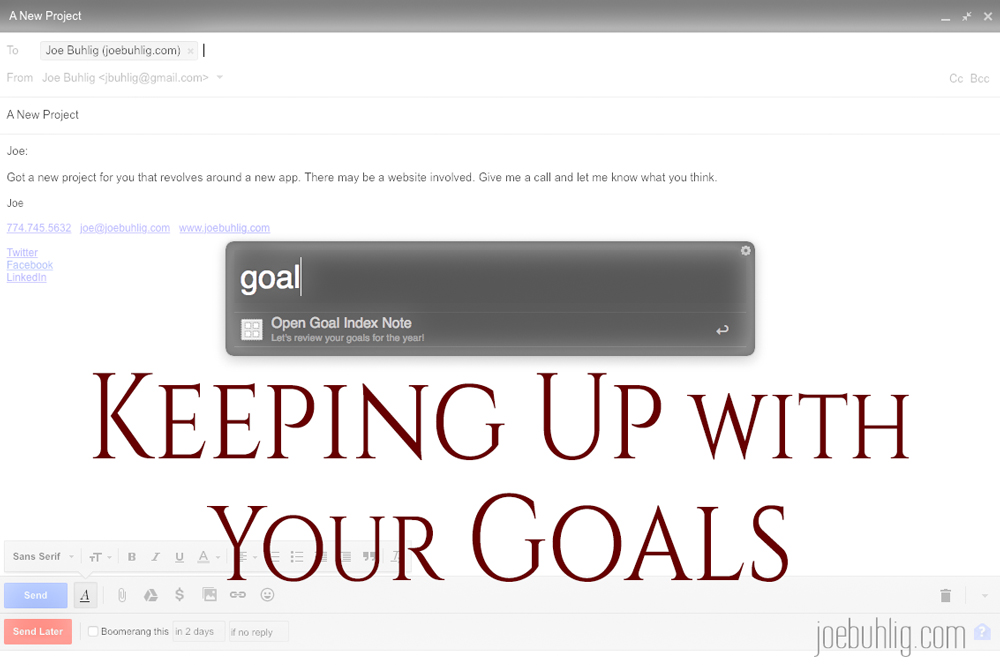 A New Project
To Joe Buhlig (joebuhlig.com) ×
From Joe Buhlig <jbuhlig@gmail.com> Cc Bcc
A New Project
Joe:
Got a new project for you that revolves around a new app. There may be a website involved. Give me a call and let me know what you think.
Joe
774.745.5632 joe@joebuhlig.com www.joebuhlig.com
Twitter
Facebook
LinkedIn
goal
Open Goal Index Note
Let's review your goals for the year!
Keeping Up with
Your Goals
Sans Serif
Send
Send Later Boomerang this in 2 days if no reply
joebuhlig.com